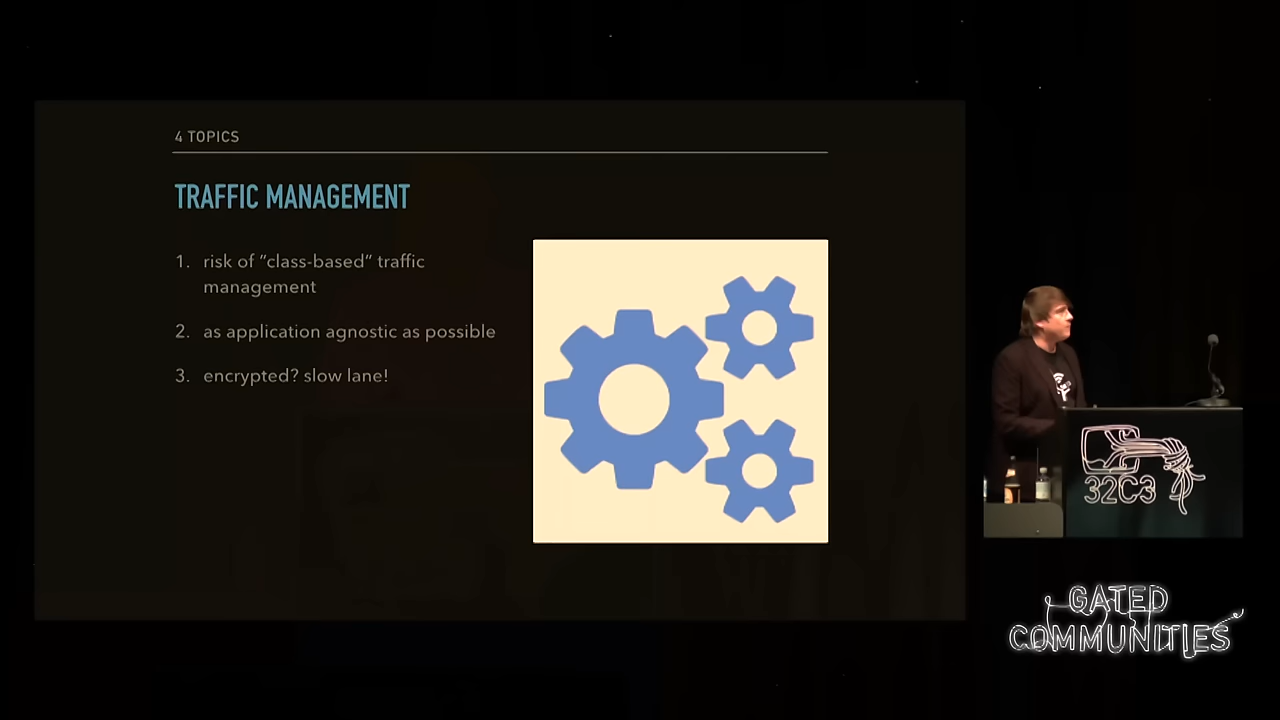 4 TOPICS
TRAFFIC MANAGEMENT
1. risk of “class-based” traffic
management
2. as application agnostic as possible
3. encrypted? slow lane!
32C3
GATED
COMMUNITIES